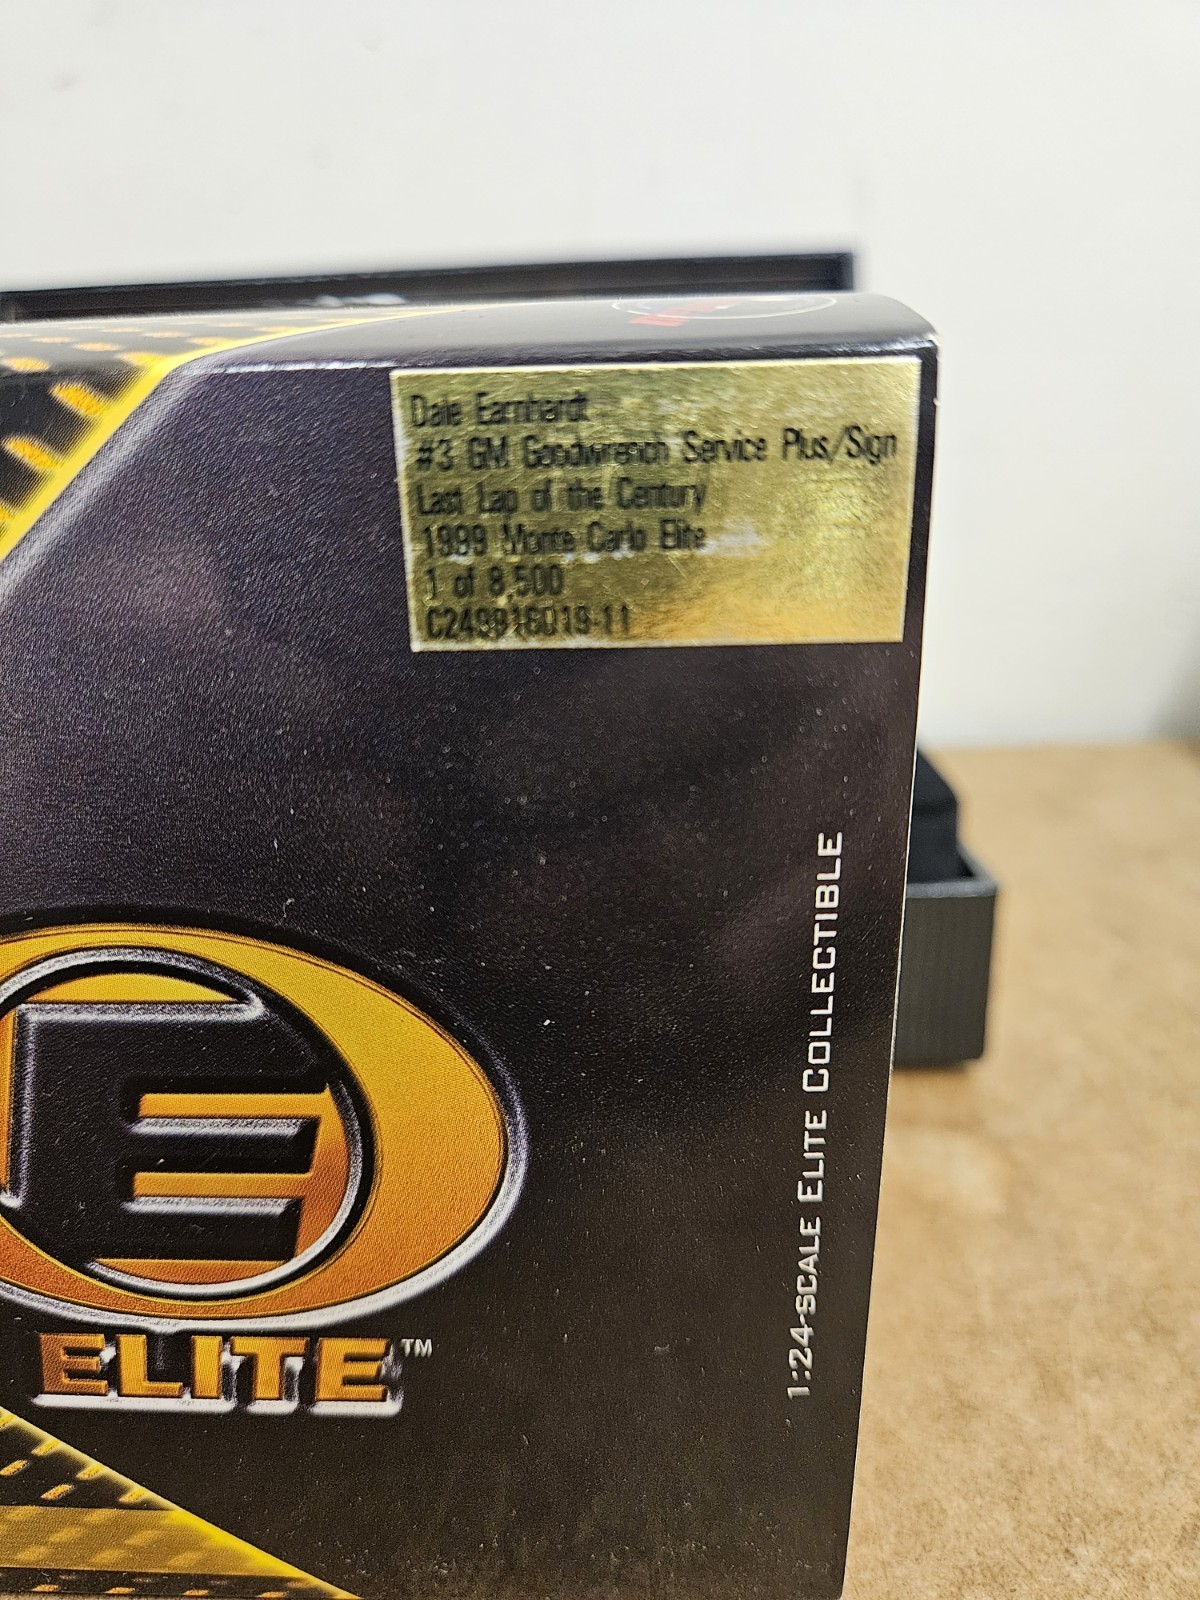 Dale Earnhardt
#3 GM Goodwrench Service Plus/Sign
Last Lap of the Century
1999 Monte Carlo Elite
1 of 8,500
C249916019-11
E
ELITE™
1:24-SCALE ELITE COLLECTIBLE